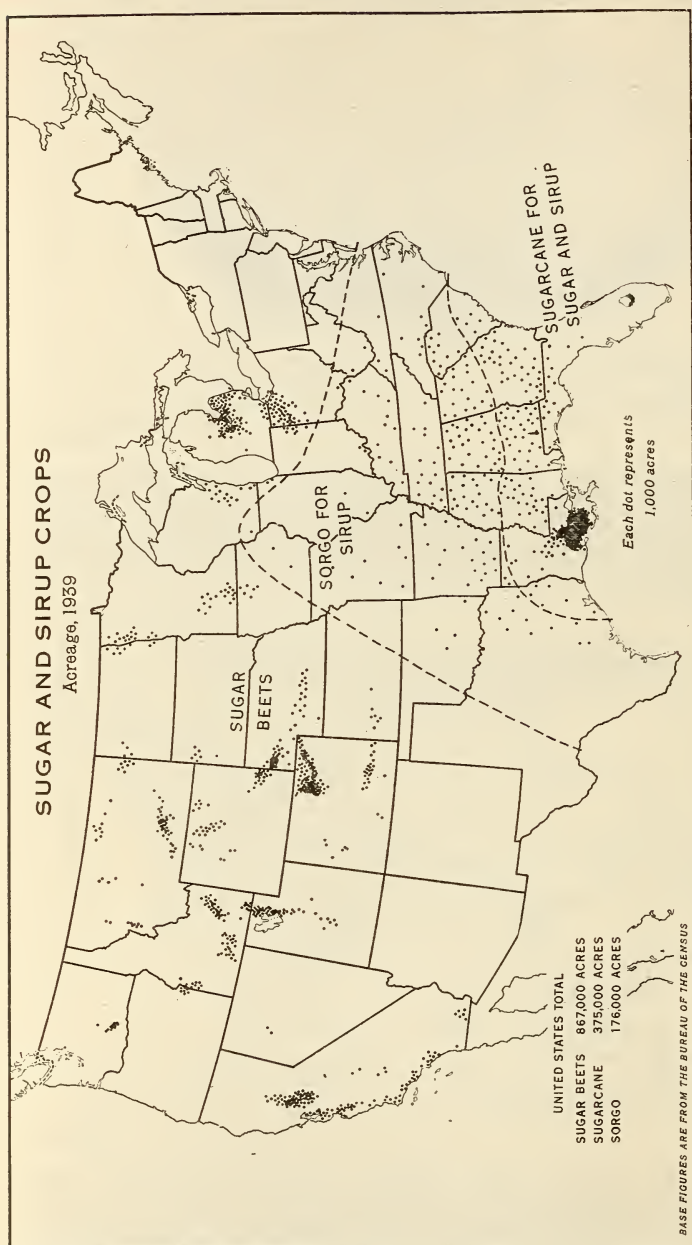 SUGAR AND SIRUP CROPS
Acreage, 1939
SUGAR
BEETS
SORGO FOR
SIRUP
SUGARCANE FOR
SUGAR AND SIRUP
Each dot represents
1,000 acres
UNITED STATES TOTAL
SUGAR BEETS 867,000 ACRES
SUGARCANE 375,000 ACRES
SORGO 176,000 ACRES
BASE FIGURES ARE FROM THE BUREAU OF THE CENSUS